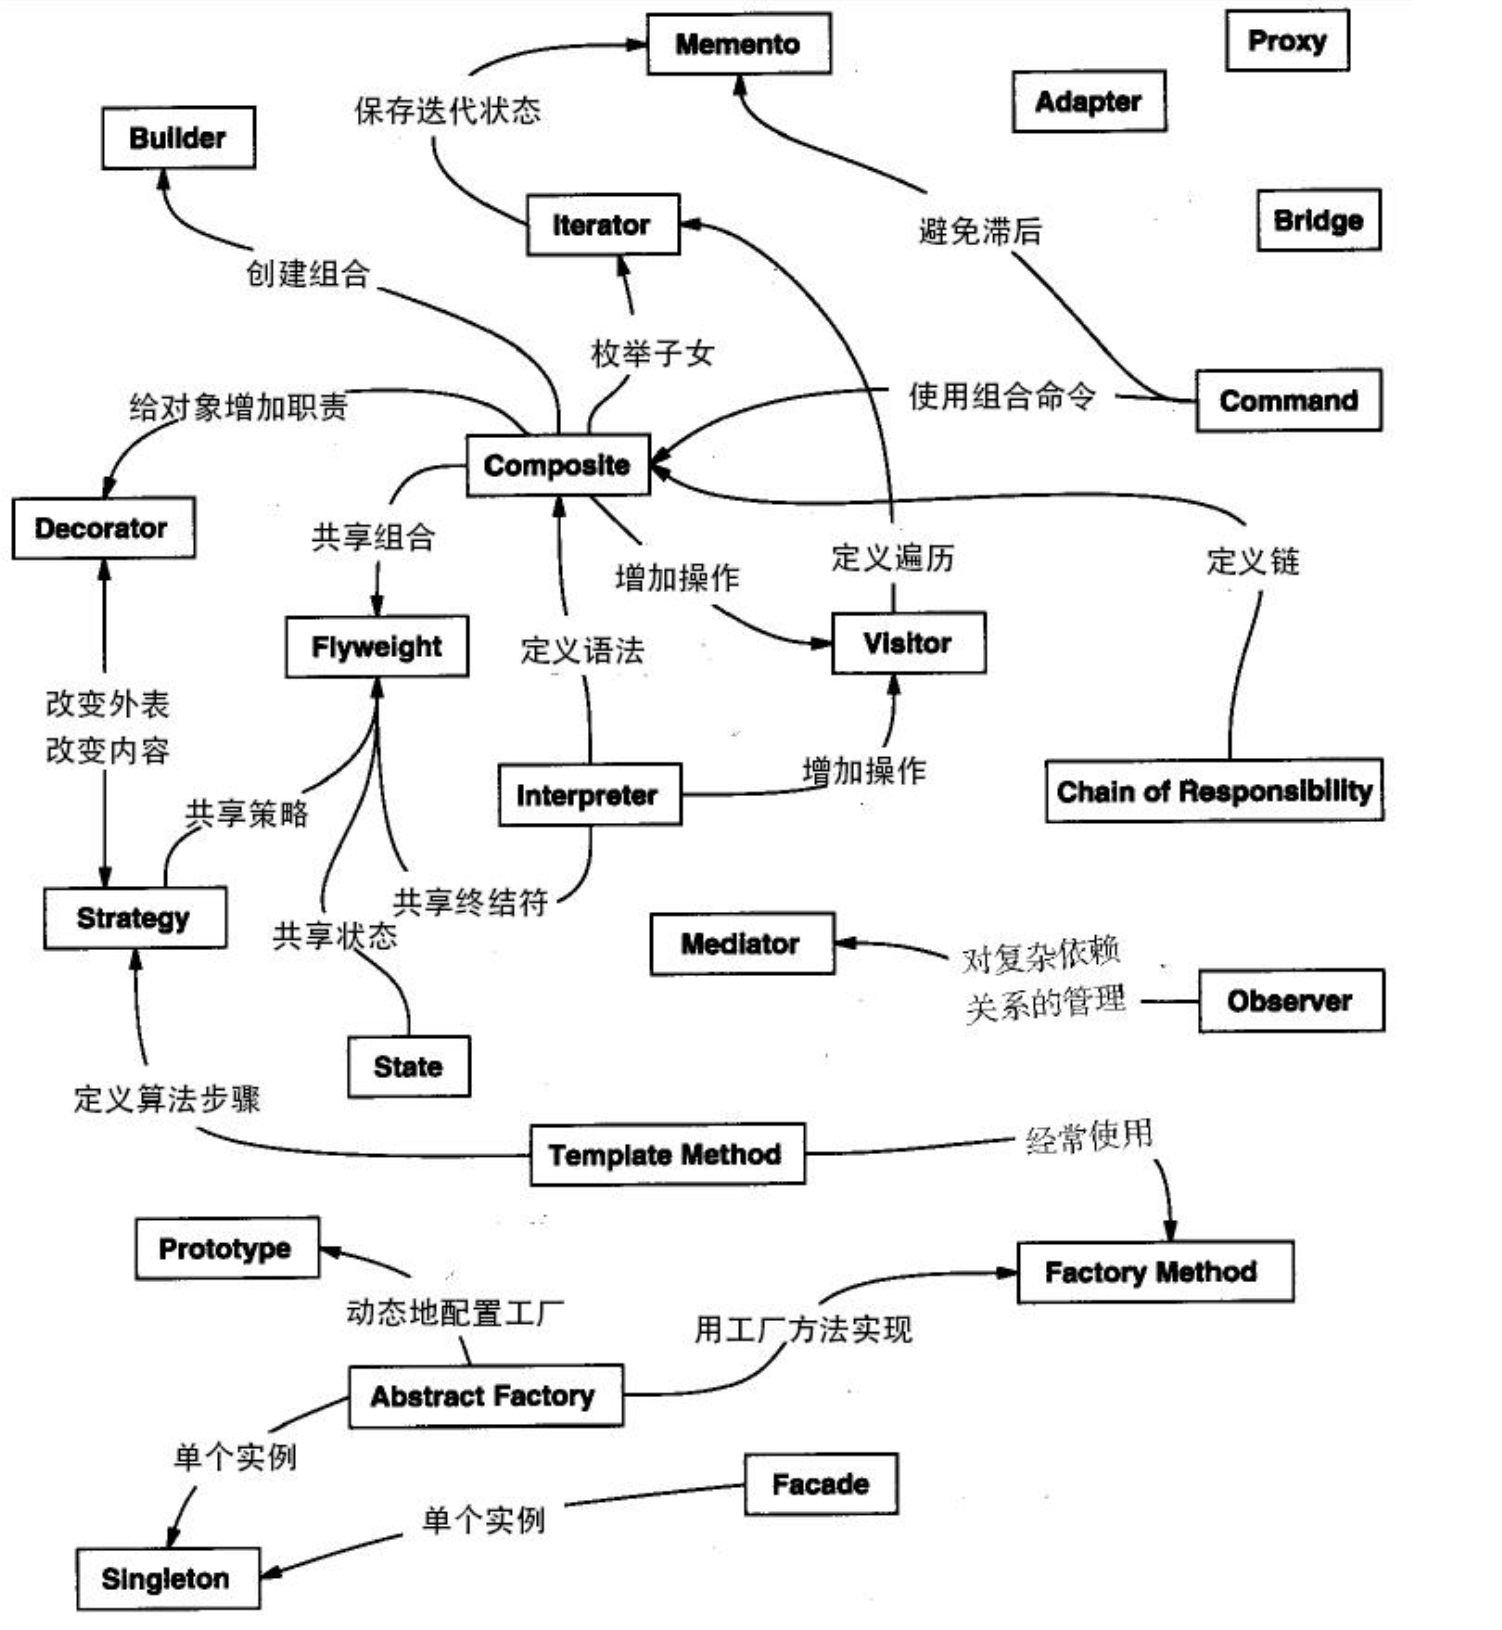 Memento
Proxy
Adapter
保存迭代状态
Builder
Iterator
Bridge
避免滞后
创建组合
枚举子女
使用组合命令
Command
给对象增加职责
Composite
Decorator
共享组合
定义遍历
定义链
增加操作
Flyweight
定义语法
Visitor
改变外表
改变内容
增加操作
Interpreter
Chain of Responsibility
共享策略
共享终结符
Strategy
共享状态
Mediator
对复杂依赖
关系的管理
Observer
State
定义算法步骤
Template Method
经常使用
Prototype
Factory Method
动态地配置工厂
用工厂方法实现
Abstract Factory
单个实例
Facade
单个实例
Singleton